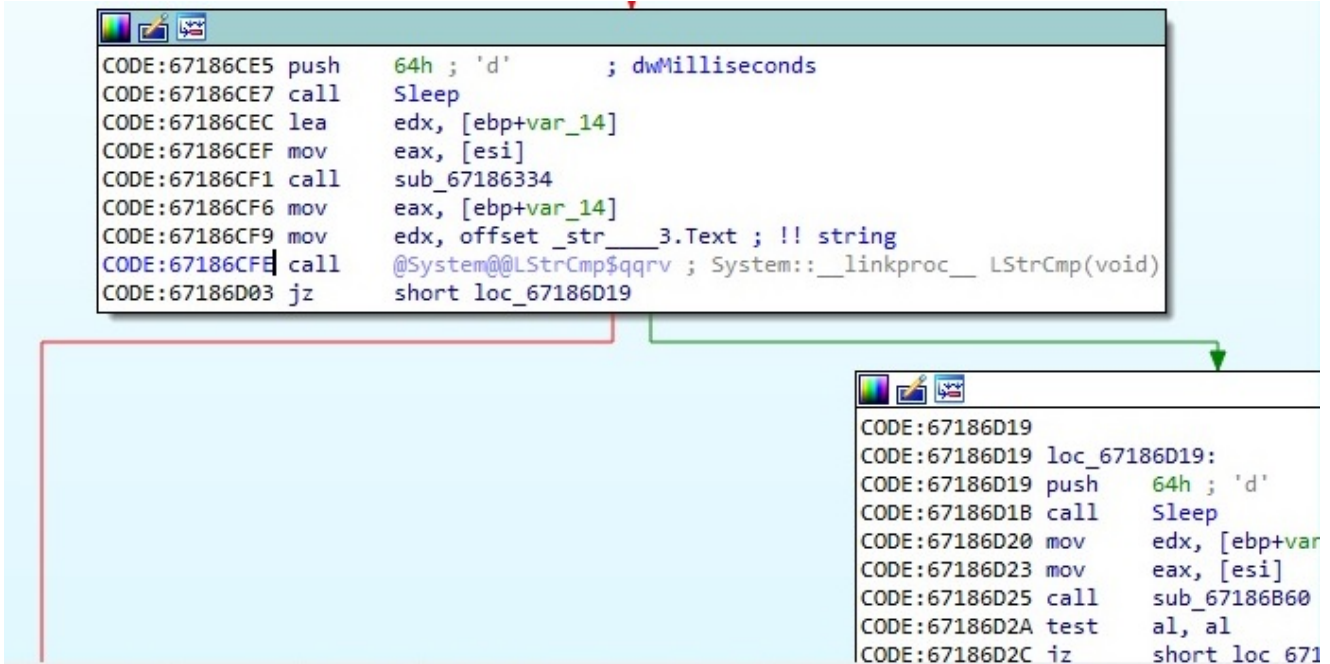 CODE:67186CE5 push 64h ; 'd' ; dwMilliseconds
CODE:67186CE7 call Sleep
CODE:67186CEC lea edx, [ebp+var_14]
CODE:67186CEF mov eax, [esi]
CODE:67186CF1 call sub_67186334
CODE:67186CF6 mov eax, [ebp+var_14]
CODE:67186CF9 mov edx, offset _str____3.Text ; !! string
CODE:67186CFE call @System@@LStrCmp$qqrv ; System::__linkproc__ LStrCmp(void)
CODE:67186D03 jz short loc_67186D19
CODE:67186D19
CODE:67186D19 loc_67186D19:
CODE:67186D19 push 64h ; 'd'
CODE:67186D1B call Sleep
CODE:67186D20 mov edx, [ebp+var
CODE:67186D23 mov eax, [esi]
CODE:67186D25 call sub_67186B60
CODE:67186D2A test al, al
CODE:67186D2C jz short loc_671